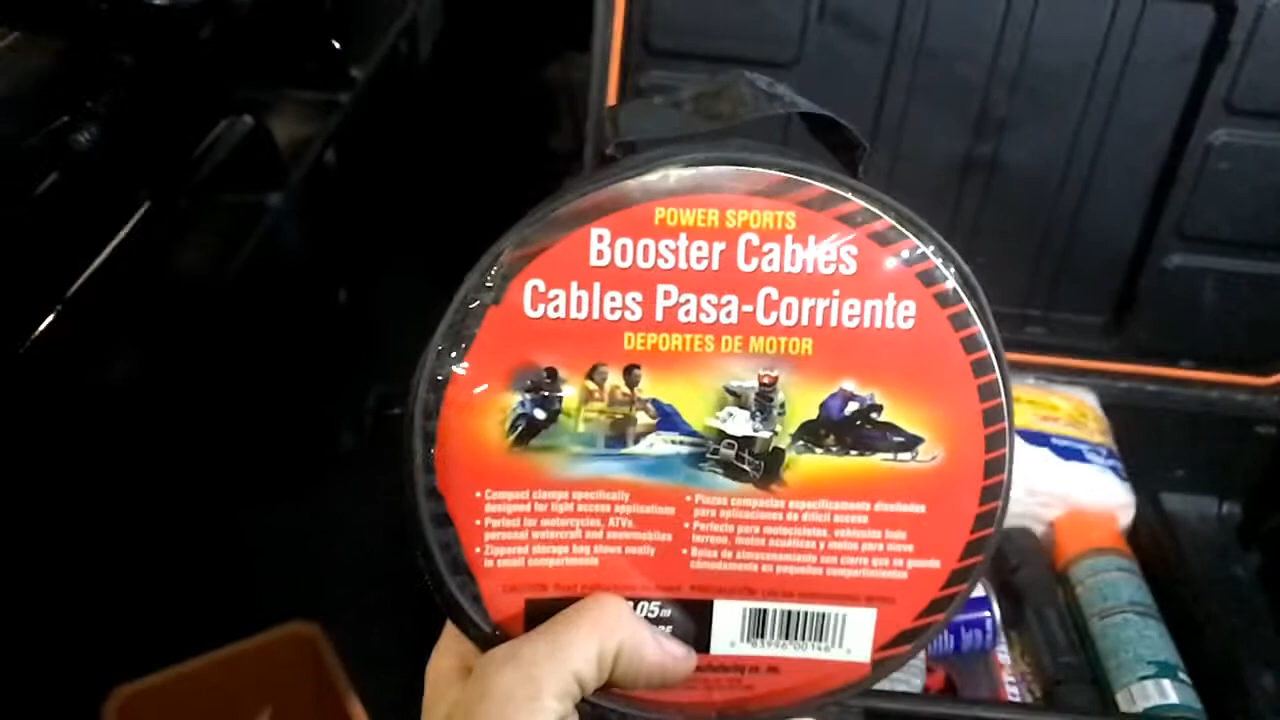 POWER SPORTS
Booster Cables
Cables Pasa-Corriente
DEPORTES DE MOTOR
• Compact clamps specifically
designed for tight access applications
• Perfect for motorcycles, ATVs,
personal watercraft and snowmobiles
• Zippered storage bag stows neatly
in small compartments
• Piezas compactas específicamente diseñadas
para aplicaciones de difícil acceso
• Perfecto para motocicletas, vehículos todo
terreno, motos acuáticas y motos para nieve
• Bolsa de almacenamiento con cierre que se guarda
cómodamente en pequeños compartimientos
.05 m